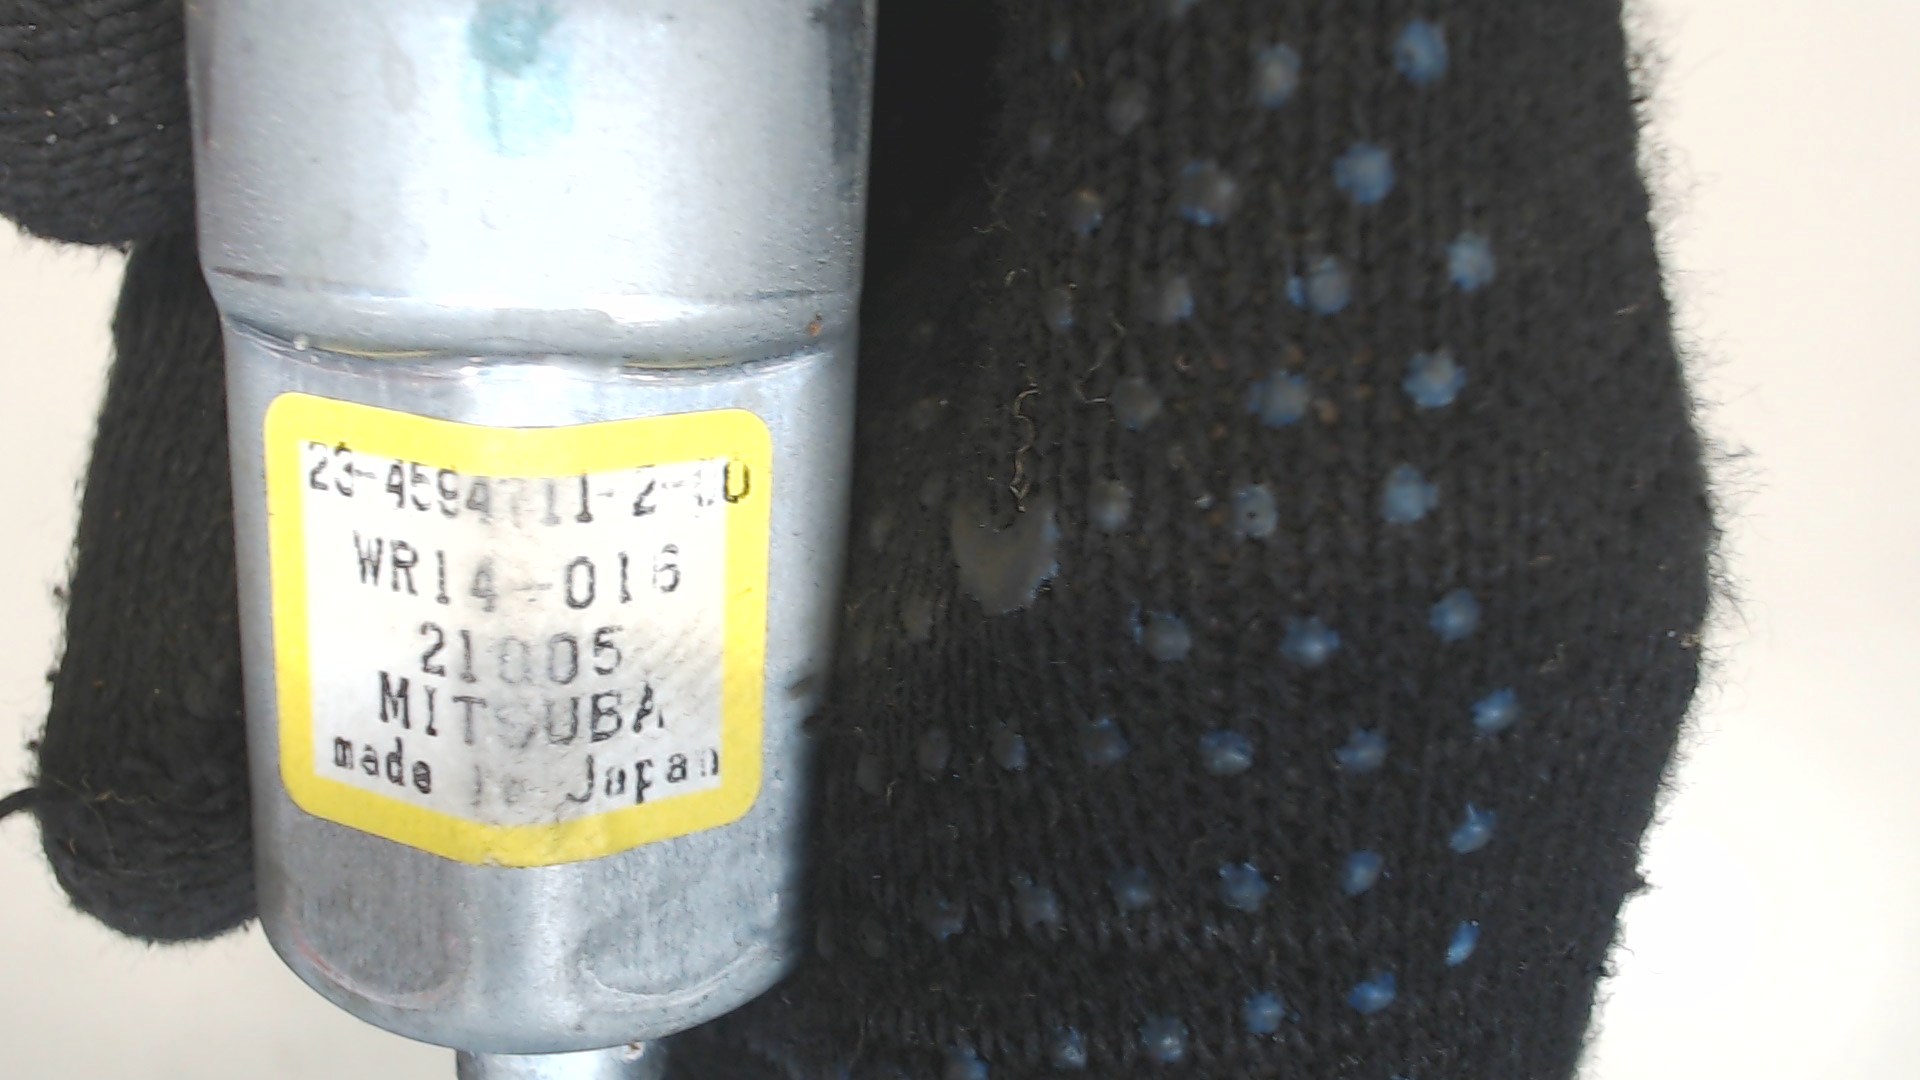 WR14-016
21005
MITSUBA
made in Japan